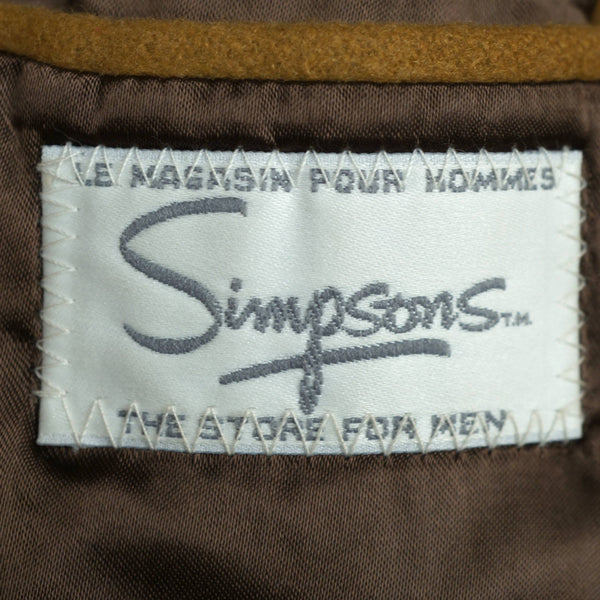 LE MAGASIN POUR HOMMES
Simpsons T.M.
THE STORE FOR MEN